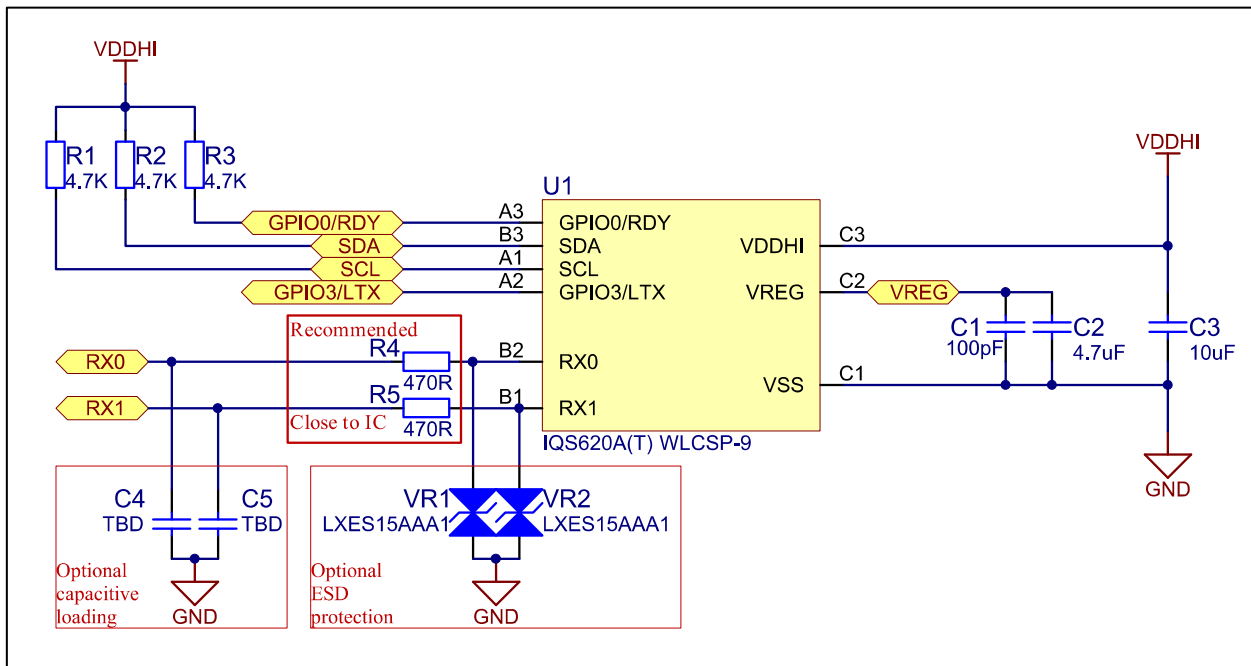 VDDHI
R1
4.7K
R2
4.7K
R3
4.7K
GPIO0/RDY
SDA
SCL
GPIO3/LTX
A3
B3
A1
A2
U1
GPIO0/RDY
SDA
SCL
GPIO3/LTX
RX0
RX1
VDDHI
VREG
VSS
IQS620A(T) WLCSP-9
C3
C2
C1
VREG
VDDHI
C1
100pF
C2
4.7uF
C3
10uF
GND
Recommended
R4
470R
R5
470R
Close to IC
B2
B1
RX0
RX1
C4
TBD
C5
TBD
Optional
capacitive
loading
GND
VR1
LXES15AAA1
VR2
LXES15AAA1
Optional
ESD
protection
GND